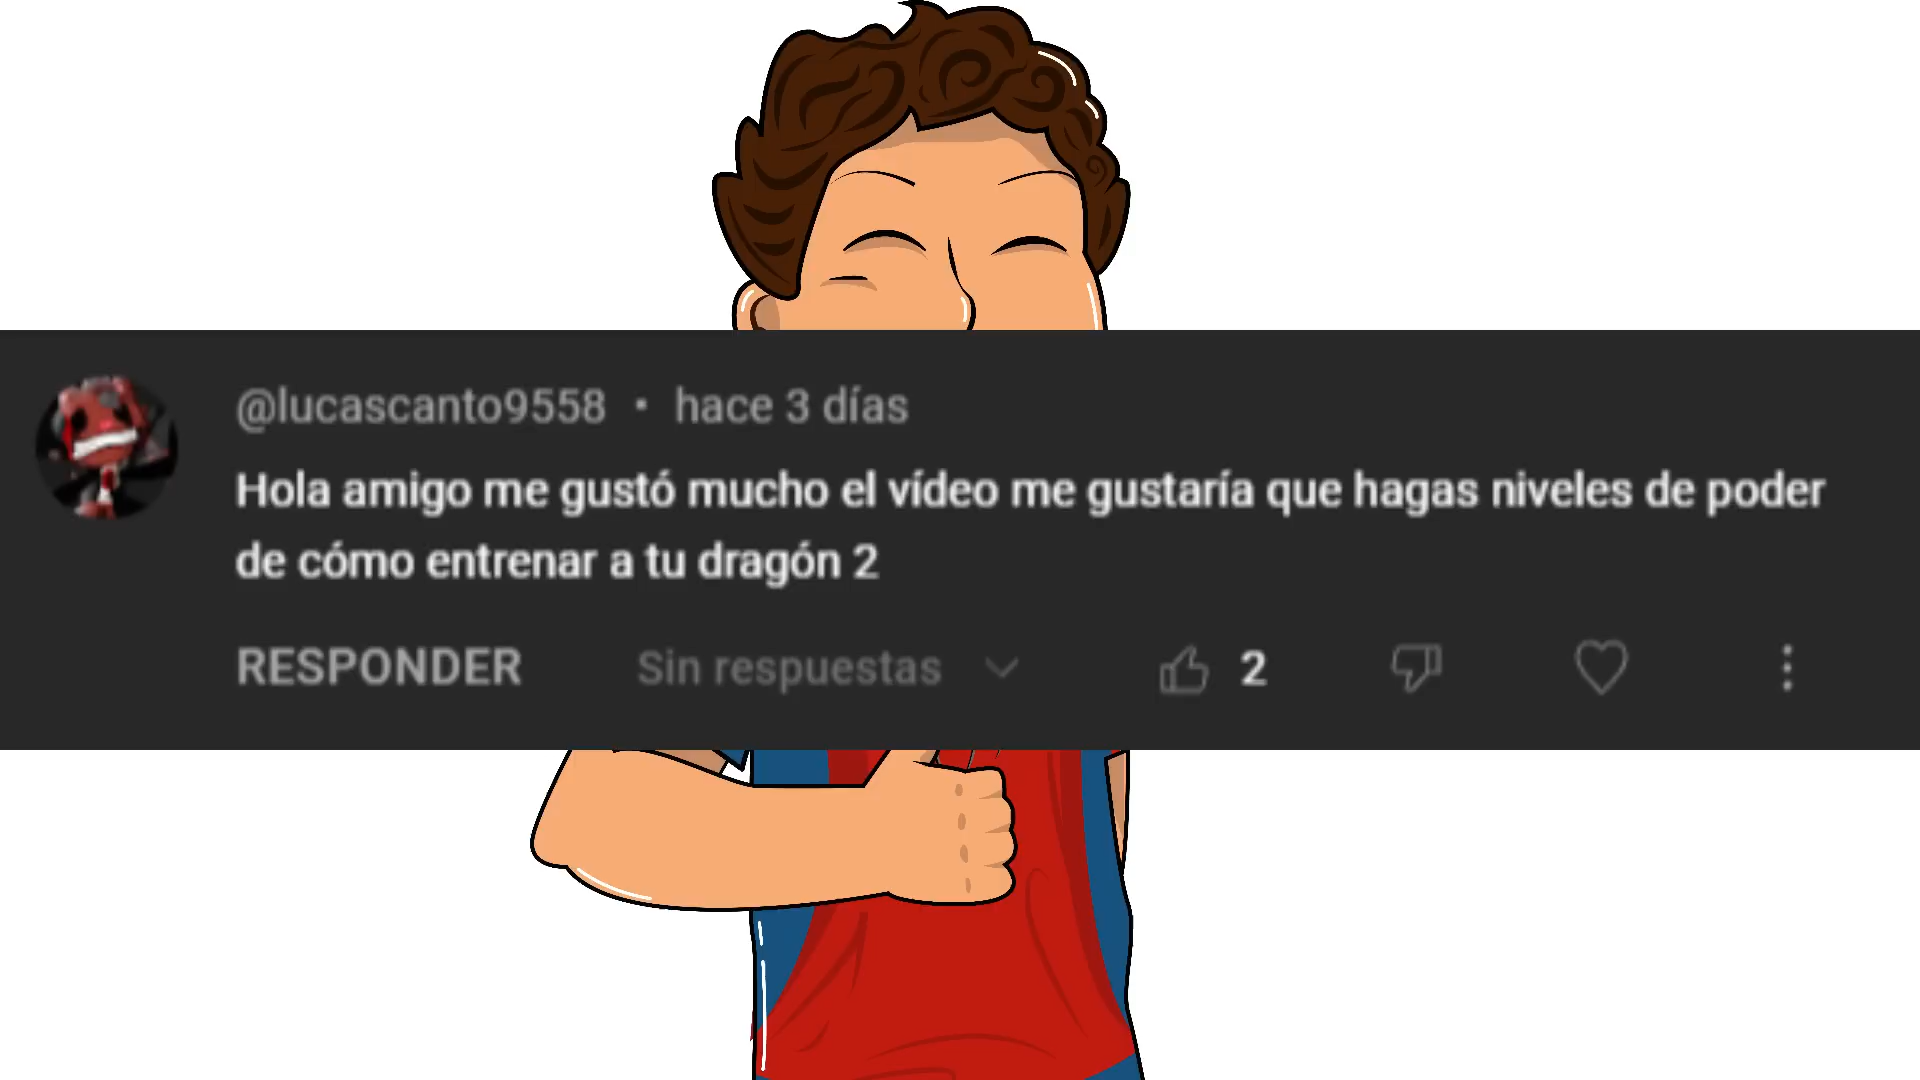 @lucascanto9558 • hace 3 días
Hola amigo me gustó mucho el vídeo me gustaría que hagas niveles de poder
de cómo entrenar a tu dragón 2
RESPONDER Sin respuestas 2